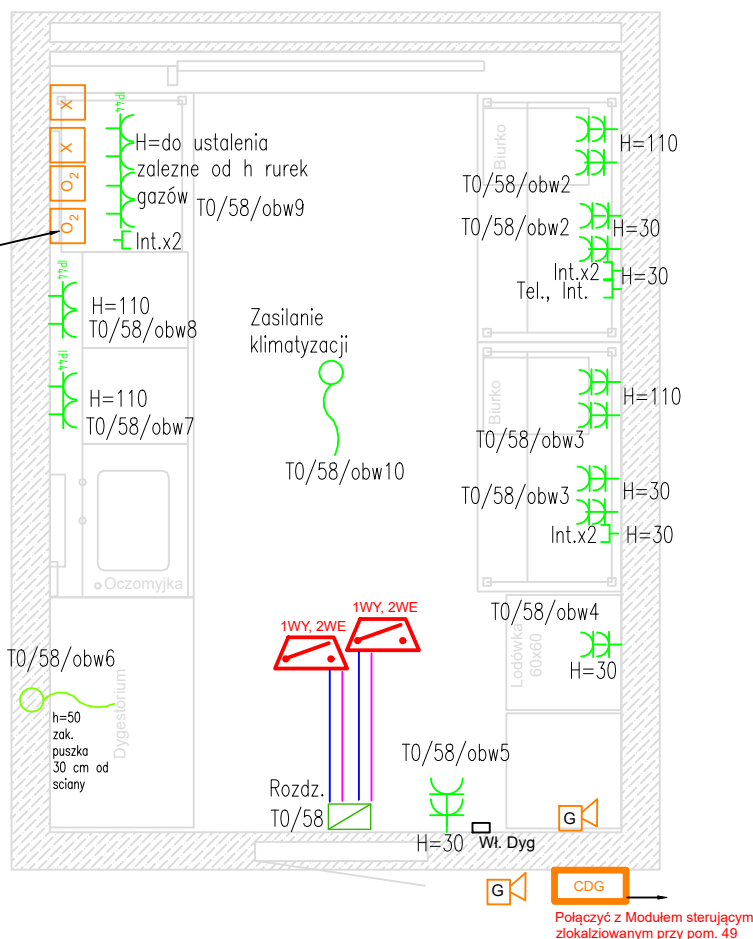 IP44
X
X
O2
O2
H=do ustalenia
zalezne od h rurek
gazów
T0/58/obw9
Int.x2
IP44
H=110
T0/58/obw8
IP44
H=110
T0/58/obw7
Oczomyjka
T0/58/obw6
h=50
zak.
puszka
30 cm od
sciany
Dygestorium
Zasilanie
klimatyzacji
T0/58/obw10
1WY, 2WE
1WY, 2WE
Rozdz.
T0/58
Biurko
H=110
T0/58/obw2
T0/58/obw2
H=30
Int.x2
H=30
Tel., Int.
Biurko
H=110
T0/58/obw3
T0/58/obw3
H=30
Int.x2
H=30
T0/58/obw4
Lodówka
60x60
H=30
T0/58/obw5
H=30
Wł. Dyg
G
G
CDG
Połączyć z Modułem sterującym
zlokalziowanym przy pom. 49